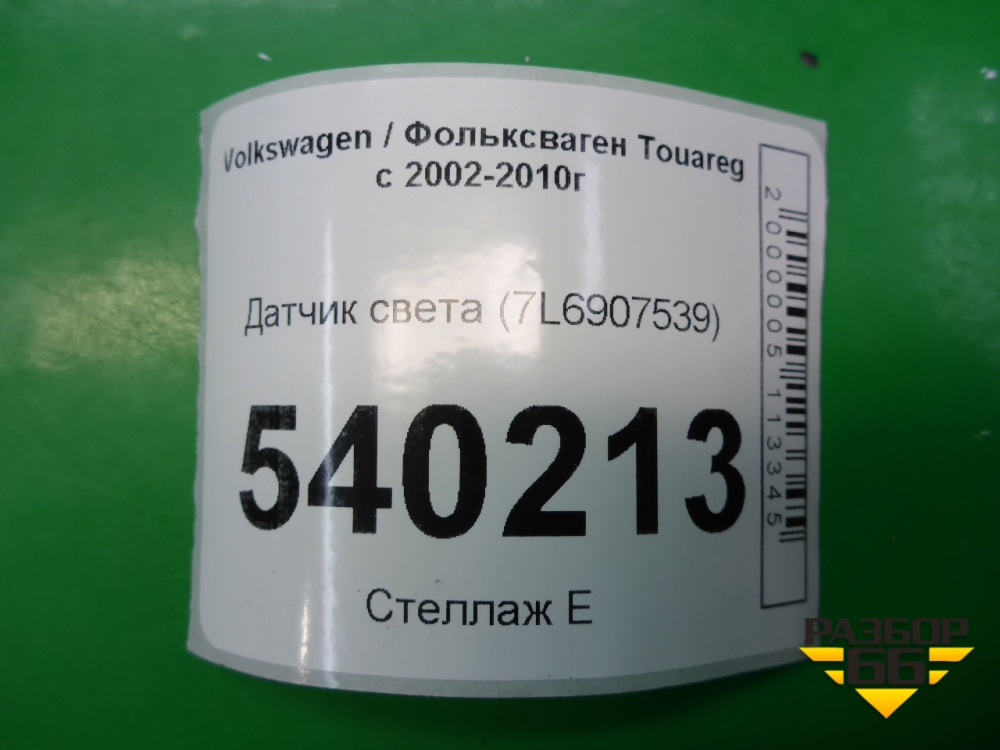 Volkswagen / Фольксваген Touareg
с 2002-2010г
Датчик света (7L6907539)
540213
Стеллаж Е
2000005113345
РАЗБОР
66